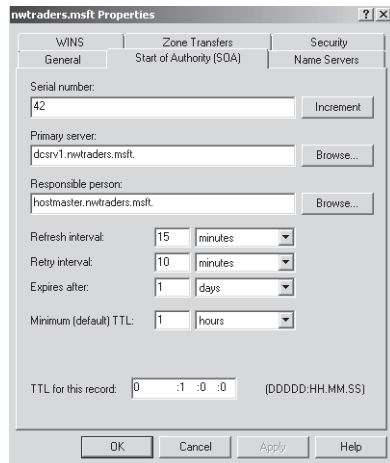 nwtraders.msft Properties
WINS Zone Transfers Security
General Start of Authority (SOA) Name Servers
Serial number:
42 Increment
Primary server:
dcsrv1.nwtraders.msft. Browse...
Responsible person:
hostmaster.nwtraders.msft. Browse...
Refresh interval: 15 minutes
Retry interval: 10 minutes
Expires after: 1 days
Minimum (default) TTL: 1 hours
TTL for this record: 0 :1 :0 :0 (DDDDD:HH.MM.SS)
OK Cancel Apply Help